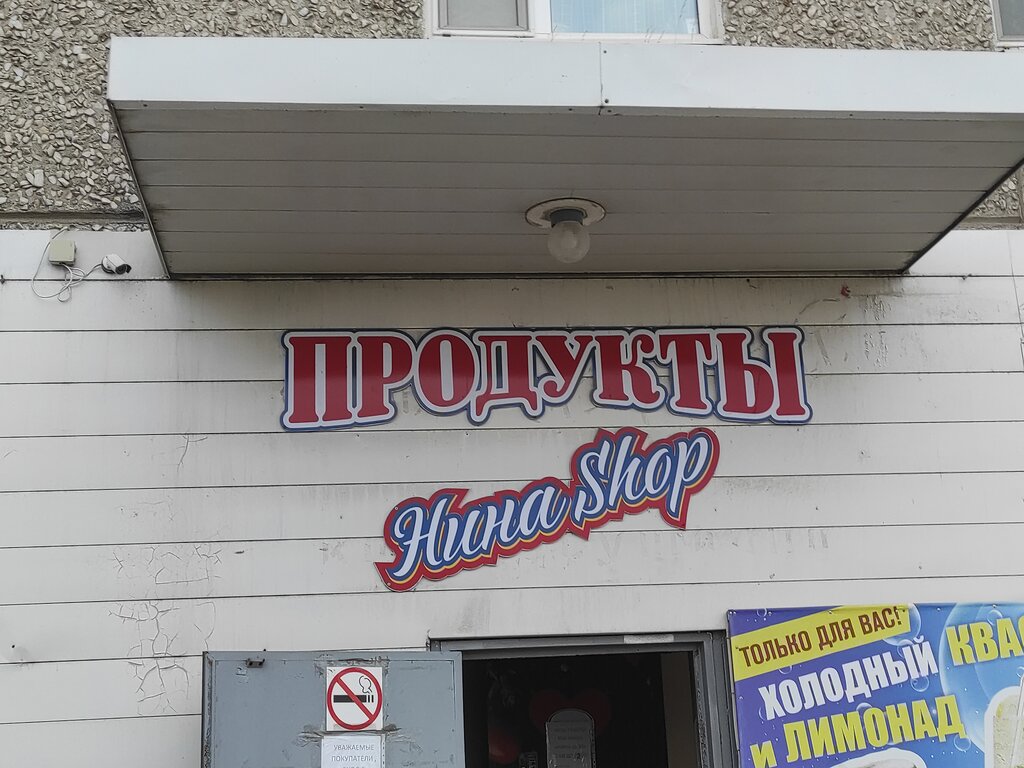 ПРОДУКТЫ
Нина Shop
ТОЛЬКО ДЛЯ ВАС!
ХОЛОДНЫЙ КВАС
и ЛИМОНАД
УВАЖАЕМЫЕ
ПОКУПАТЕЛИ,